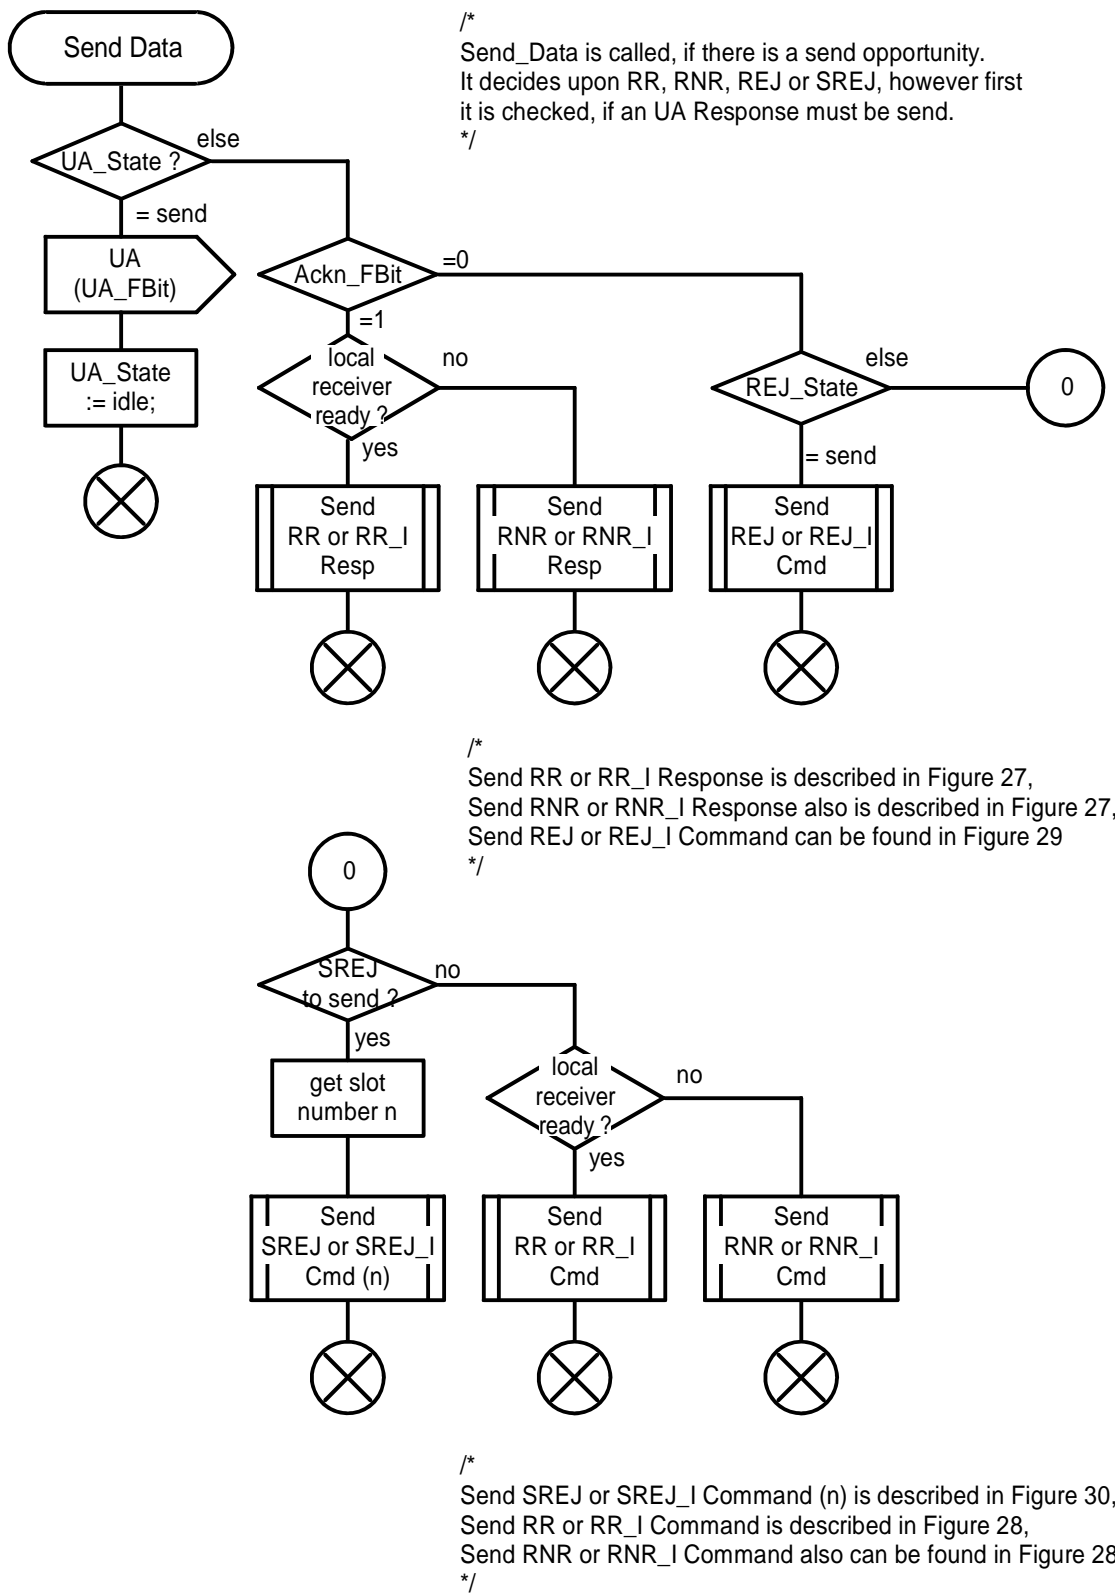 Send Data
/*
Send_Data is called, if there is a send opportunity.
It decides upon RR, RNR, REJ or SREJ, however first
it is checked, if an UA Response must be send.
*/
UA_State ?
else
= send
UA
(UA_FBit)
UA_State
:= idle;
Ackn_FBit
=0
=1
local
receiver
ready ?
no
yes
REJ_State
else
0
= send
Send
RR or RR_I
Resp
Send
RNR or RNR_I
Resp
Send
REJ or REJ_I
Cmd
/*
Send RR or RR_I Response is described in Figure 27,
Send RNR or RNR_I Response also is described in Figure 27,
Send REJ or REJ_I Command can be found in Figure 29
*/
0
SREJ
to send ?
no
yes
get slot
number n
local
receiver
ready ?
no
yes
Send
SREJ or SREJ_I
Cmd (n)
Send
RR or RR_I
Cmd
Send
RNR or RNR_I
Cmd
/*
Send SREJ or SREJ_I Command (n) is described in Figure 30,
Send RR or RR_I Command is described in Figure 28,
Send RNR or RNR_I Command also can be found in Figure 28
*/